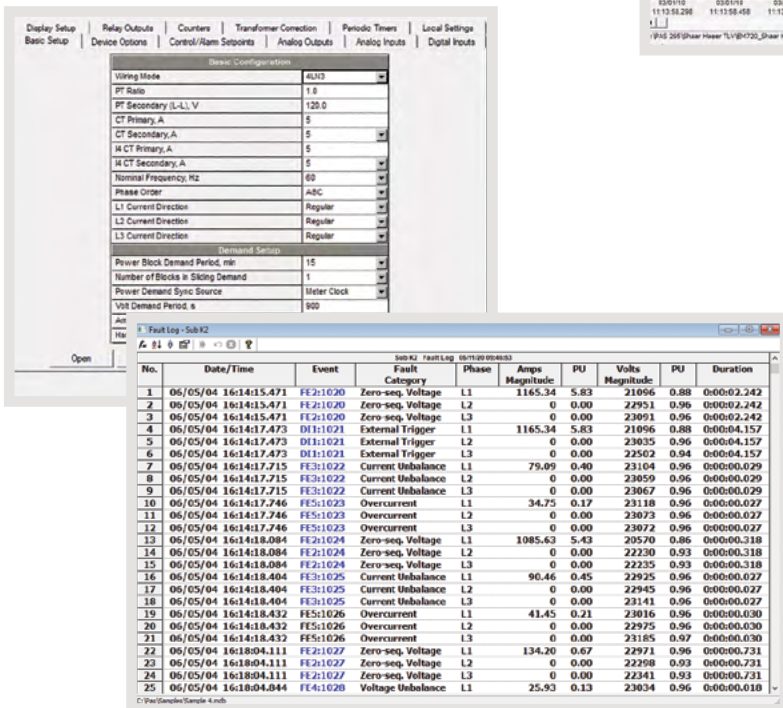 03/01/10 03/01/10
11:13:58.298 11:13:58.458
Display Setup Relay Outputs Counters Transformer Correction Periodic Timers Local Settings
Basic Setup Device Options Control/Alarm Setpoints Analog Outputs Analog Inputs Digital Inputs
Basic Configuration
Wiring Mode 4LN3
PT Ratio 1.0
PT Secondary (L-L), V 120.0
CT Primary, A 5
CT Secondary, A 5
I4 CT Primary, A 5
I4 CT Secondary, A 5
Nominal Frequency, Hz 60
Phase Order ABC
L1 Current Direction Regular
L2 Current Direction Regular
L3 Current Direction Regular
Demand Setup
Power Block Demand Period, min 15
Number of Blocks in Sliding Demand 1
Power Demand Sync Source Meter Clock
Volt Demand Period, s 900
Open
Fault Log - Sub K2
Sub K2 Fault Log
No. Date/Time Event Fault Category Phase Amps Magnitude PU Volts Magnitude PU Duration
1 06/05/04 16:14:15.471 FE2:1020 Zero-seq. Voltage L1 1165.34 5.83 21096 0.88 0:00:02.242
2 06/05/04 16:14:15.471 FE2:1020 Zero-seq. Voltage L2 0 0.00 22951 0.96 0:00:02.242
3 06/05/04 16:14:15.471 FE2:1020 Zero-seq. Voltage L3 0 0.00 23091 0.96 0:00:02.242
4 06/05/04 16:14:17.473 DI1:1021 External Trigger L1 1165.34 5.83 21096 0.88 0:00:04.157
5 06/05/04 16:14:17.473 DI1:1021 External Trigger L2 0 0.00 23035 0.96 0:00:04.157
6 06/05/04 16:14:17.473 DI1:1021 External Trigger L3 0 0.00 22502 0.94 0:00:04.157
7 06/05/04 16:14:17.715 FE3:1022 Current Unbalance L1 79.09 0.40 23104 0.96 0:00:00.029
8 06/05/04 16:14:17.715 FE3:1022 Current Unbalance L2 0 0.00 23059 0.96 0:00:00.029
9 06/05/04 16:14:17.715 FE3:1022 Current Unbalance L3 0 0.00 23067 0.96 0:00:00.029
10 06/05/04 16:14:17.746 FE5:1023 Overcurrent L1 34.75 0.17 23118 0.96 0:00:00.027
11 06/05/04 16:14:17.746 FE5:1023 Overcurrent L2 0 0.00 23073 0.96 0:00:00.027
12 06/05/04 16:14:17.746 FE5:1023 Overcurrent L3 0 0.00 23072 0.96 0:00:00.027
13 06/05/04 16:14:18.084 FE2:1024 Zero-seq. Voltage L1 1085.63 5.43 20570 0.86 0:00:00.318
14 06/05/04 16:14:18.084 FE2:1024 Zero-seq. Voltage L2 0 0.00 22230 0.93 0:00:00.318
15 06/05/04 16:14:18.084 FE2:1024 Zero-seq. Voltage L3 0 0.00 22235 0.93 0:00:00.318
16 06/05/04 16:14:18.404 FE3:1025 Current Unbalance L1 90.46 0.45 22925 0.96 0:00:00.027
17 06/05/04 16:14:18.404 FE3:1025 Current Unbalance L2 0 0.00 22945 0.96 0:00:00.027
18 06/05/04 16:14:18.404 FE3:1025 Current Unbalance L3 0 0.00 23141 0.96 0:00:00.027
19 06/05/04 16:14:18.432 FE5:1026 Overcurrent L1 41.45 0.21 23016 0.96 0:00:00.030
20 06/05/04 16:14:18.432 FE5:1026 Overcurrent L2 0 0.00 22975 0.96 0:00:00.030
21 06/05/04 16:14:18.432 FE5:1026 Overcurrent L3 0 0.00 23185 0.97 0:00:00.030
22 06/05/04 16:18:04.111 FE2:1027 Zero-seq. Voltage L1 134.20 0.67 22971 0.96 0:00:00.731
23 06/05/04 16:18:04.111 FE2:1027 Zero-seq. Voltage L2 0 0.00 22298 0.93 0:00:00.731
24 06/05/04 16:18:04.111 FE2:1027 Zero-seq. Voltage L3 0 0.00 22341 0.93 0:00:00.731
25 06/05/04 16:18:04.844 FE4:1028 Voltage Unbalance L1 25.93 0.13 23034 0.96 0:00:00.018
C:\Pas\Samples\Sample 4.mdb